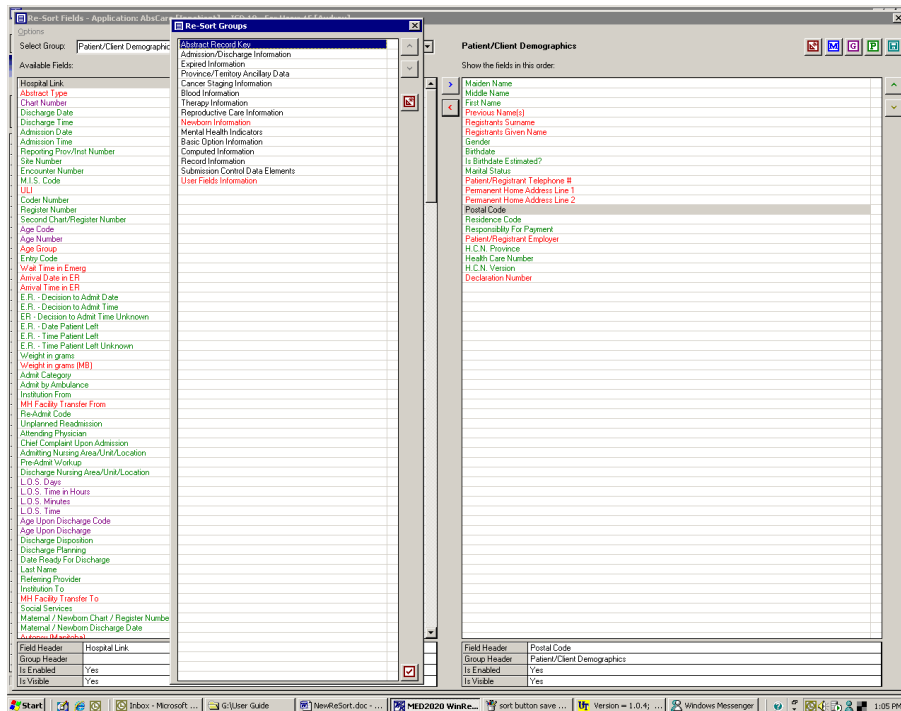 Re-Sort Fields - Application: AbsCare
Re-Sort Groups
Options
Select Group:
Patient/Client Demographic
Available Fields:
Hospital Link
Abstract Type
Chart Number
Discharge Date
Discharge Time
Admission Date
Admission Time
Reporting Prov/Inst Number
Site Number
Encounter Number
M.I.S. Code
ULI
Coder Number
Register Number
Second Chart/Register Number
Age Code
Age Number
Age Group
Entry Code
Wait Time in Emerg
Arrival Date in ER
Arrival Time in ER
E.R. - Decision to Admit Date
E.R. - Decision to Admit Time
ER - Decision to Admit Time Unknown
E.R. - Date Patient Left
E.R. - Time Patient Left
E.R. - Time Patient Left Unknown
Weight in grams
Weight in grams (MB)
Admit Category
Admit by Ambulance
Institution From
MH Facility Transfer From
Re-Admit Code
Unplanned Readmission
Attending Physician
Chief Complaint Upon Admission
Admitting Nursing Area/Unit/Location
Pre-Admit Workup
Discharge Nursing Area/Unit/Location
L.O.S. Days
L.O.S. Time in Hours
L.O.S. Minutes
L.O.S. Time
Age Upon Discharge Code
Age Upon Discharge
Discharge Disposition
Discharge Planning
Date Ready For Discharge
Last Name
Referring Provider
Institution To
MH Facility Transfer To
Social Services
Maternal / Newborn Chart / Register Numbe
Maternal / Newborn Discharge Date
Autopsy (Manitoba)
Field Header Hospital Link
Group Header
Is Enabled Yes
Is Visible Yes
Abstract Record Key
Admission/Discharge Information
Expired Information
Province/Territory Ancillary Data
Cancer Staging Information
Blood Information
Therapy Information
Reproductive Care Information
Newborn Information
Mental Health Indicators
Basic Option Information
Computed Information
Record Information
Submission Control Data Elements
User Fields Information
Patient/Client Demographics
M G P
Show the fields in this order:
Maiden Name
Middle Name
First Name
Previous Name(s)
Registrants Surname
Registrants Given Name
Gender
Birthdate
Is Birthdate Estimated?
Marital Status
Patient/Registrant Telephone #
Permanent Home Address Line 1
Permanent Home Address Line 2
Postal Code
Residence Code
Responsiblity For Payment
Patient/Registrant Employer
H.C.N. Province
Health Care Number
H.C.N. Version
Declaration Number
Field Header Postal Code
Group Header Patient/Client Demographics
Is Enabled Yes
Is Visible Yes
Start
Inbox - Microsoft ...
G:\User Guide
NewReSort.doc - ...
MED2020 WinRe...
sort button save ...
Version = 1.0.4; ...
Windows Messenger
1:05 PM